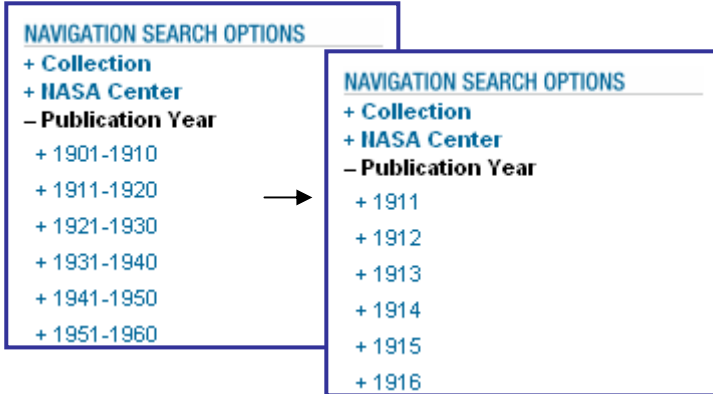 NAVIGATION SEARCH OPTIONS
+ Collection
+ NASA Center
– Publication Year
+ 1901-1910
+ 1911-1920
+ 1921-1930
+ 1931-1940
+ 1941-1950
+ 1951-1960
NAVIGATION SEARCH OPTIONS
+ Collection
+ NASA Center
– Publication Year
+ 1911
+ 1912
+ 1913
+ 1914
+ 1915
+ 1916